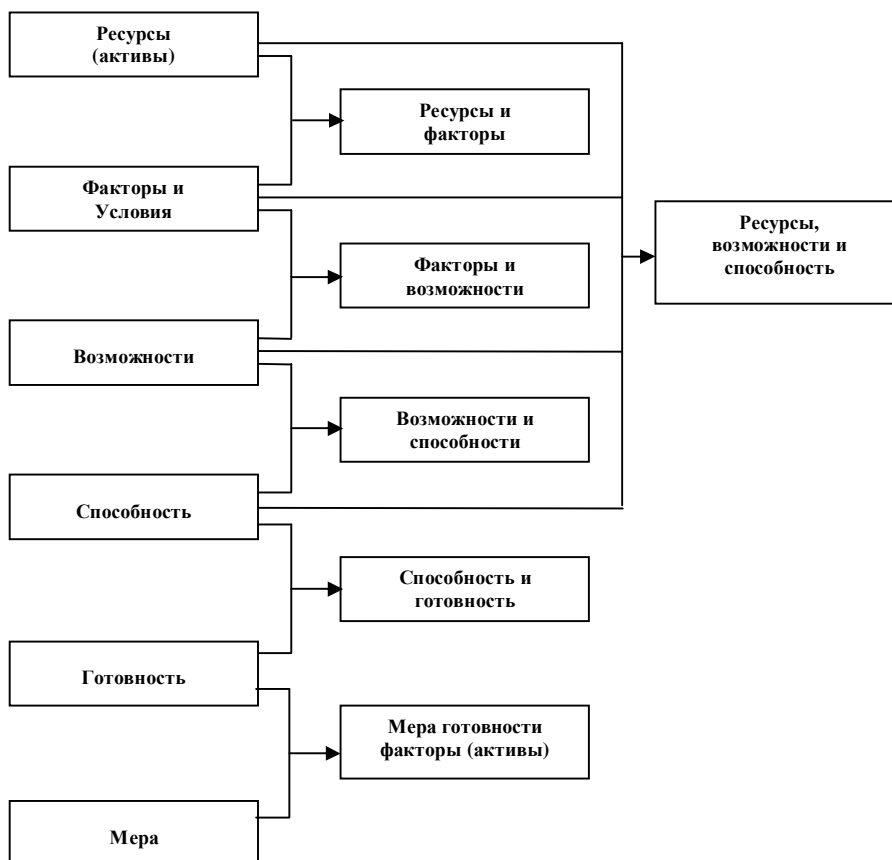 Ресурсы
(активы)
Ресурсы и
факторы
Факторы и
Условия
Ресурсы,
возможности и
способность
Факторы и
возможности
Возможности
Возможности и
способности
Способность
Способность и
готовность
Готовность
Мера готовности
факторы (активы)
Мера